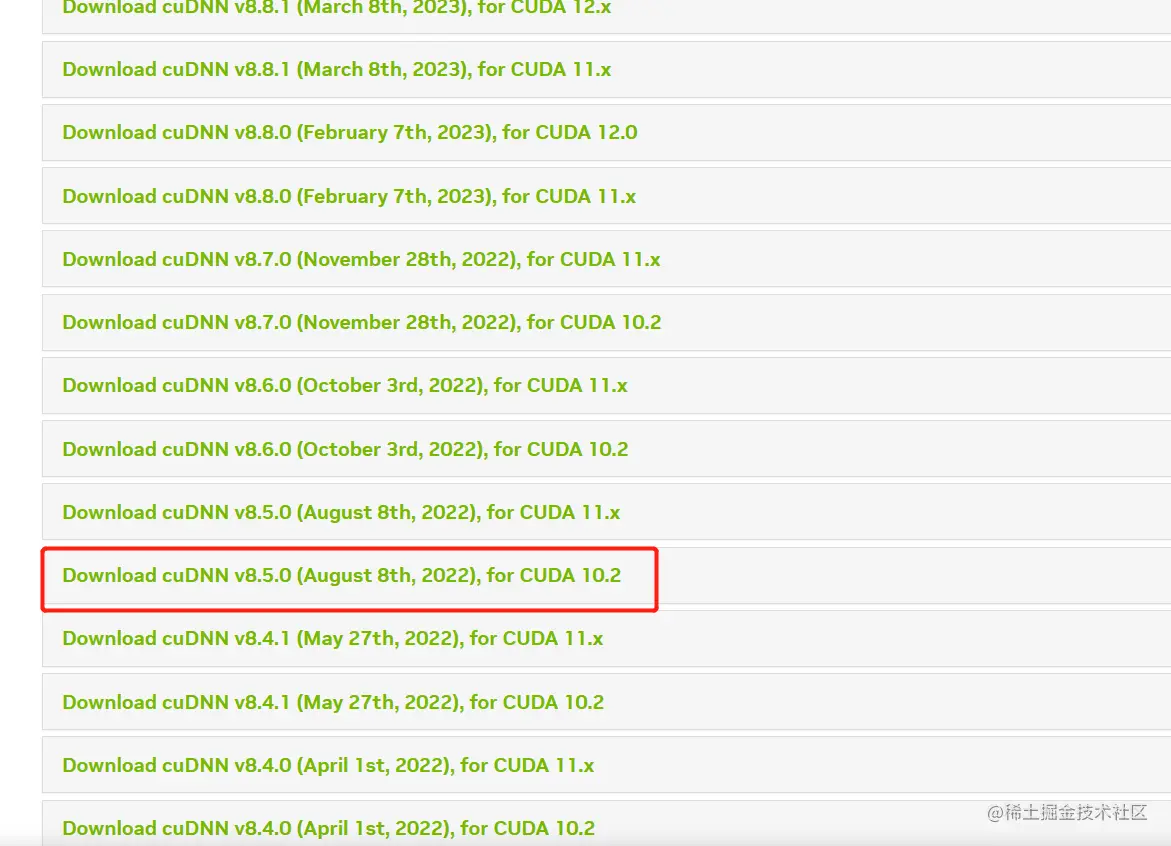 Download cuDNN v8.8.1 (March 8th, 2023), for CUDA 12.x
Download cuDNN v8.8.1 (March 8th, 2023), for CUDA 11.x
Download cuDNN v8.8.0 (February 7th, 2023), for CUDA 12.0
Download cuDNN v8.8.0 (February 7th, 2023), for CUDA 11.x
Download cuDNN v8.7.0 (November 28th, 2022), for CUDA 11.x
Download cuDNN v8.7.0 (November 28th, 2022), for CUDA 10.2
Download cuDNN v8.6.0 (October 3rd, 2022), for CUDA 11.x
Download cuDNN v8.6.0 (October 3rd, 2022), for CUDA 10.2
Download cuDNN v8.5.0 (August 8th, 2022), for CUDA 11.x
Download cuDNN v8.5.0 (August 8th, 2022), for CUDA 10.2
Download cuDNN v8.4.1 (May 27th, 2022), for CUDA 11.x
Download cuDNN v8.4.1 (May 27th, 2022), for CUDA 10.2
Download cuDNN v8.4.0 (April 1st, 2022), for CUDA 11.x
@稀土掘金技术社区
Download cuDNN v8.4.0 (April 1st, 2022), for CUDA 10.2